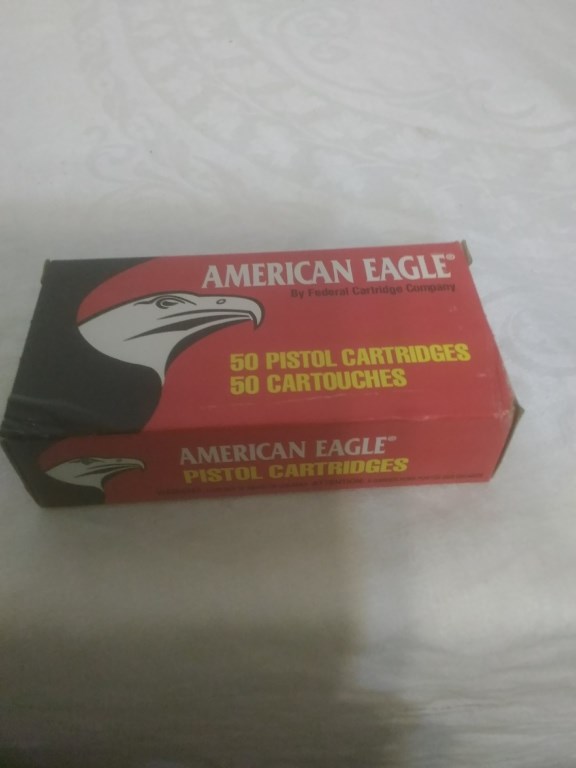 AMERICAN EAGLE®
By Federal Cartridge Company
50 PISTOL CARTRIDGES
50 CARTOUCHES
AMERICAN EAGLE®
PISTOL CARTRIDGES